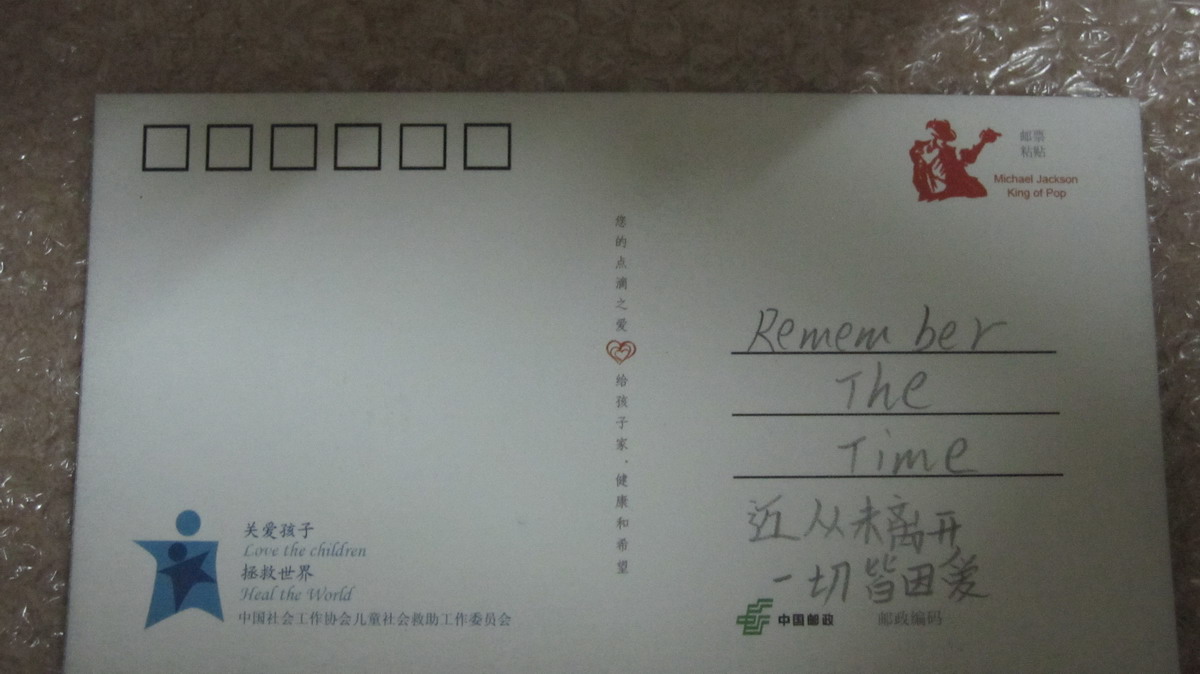 邮票
粘贴
Michael Jackson
King of Pop
您的点滴之爱
给孩子家·健康和希望
Remember
The
Time
近从未离开
一切皆因爱
关爱孩子
Love the children
拯救世界
Heal the World
中国社会工作协会儿童社会救助工作委员会
中国邮政
邮政编码